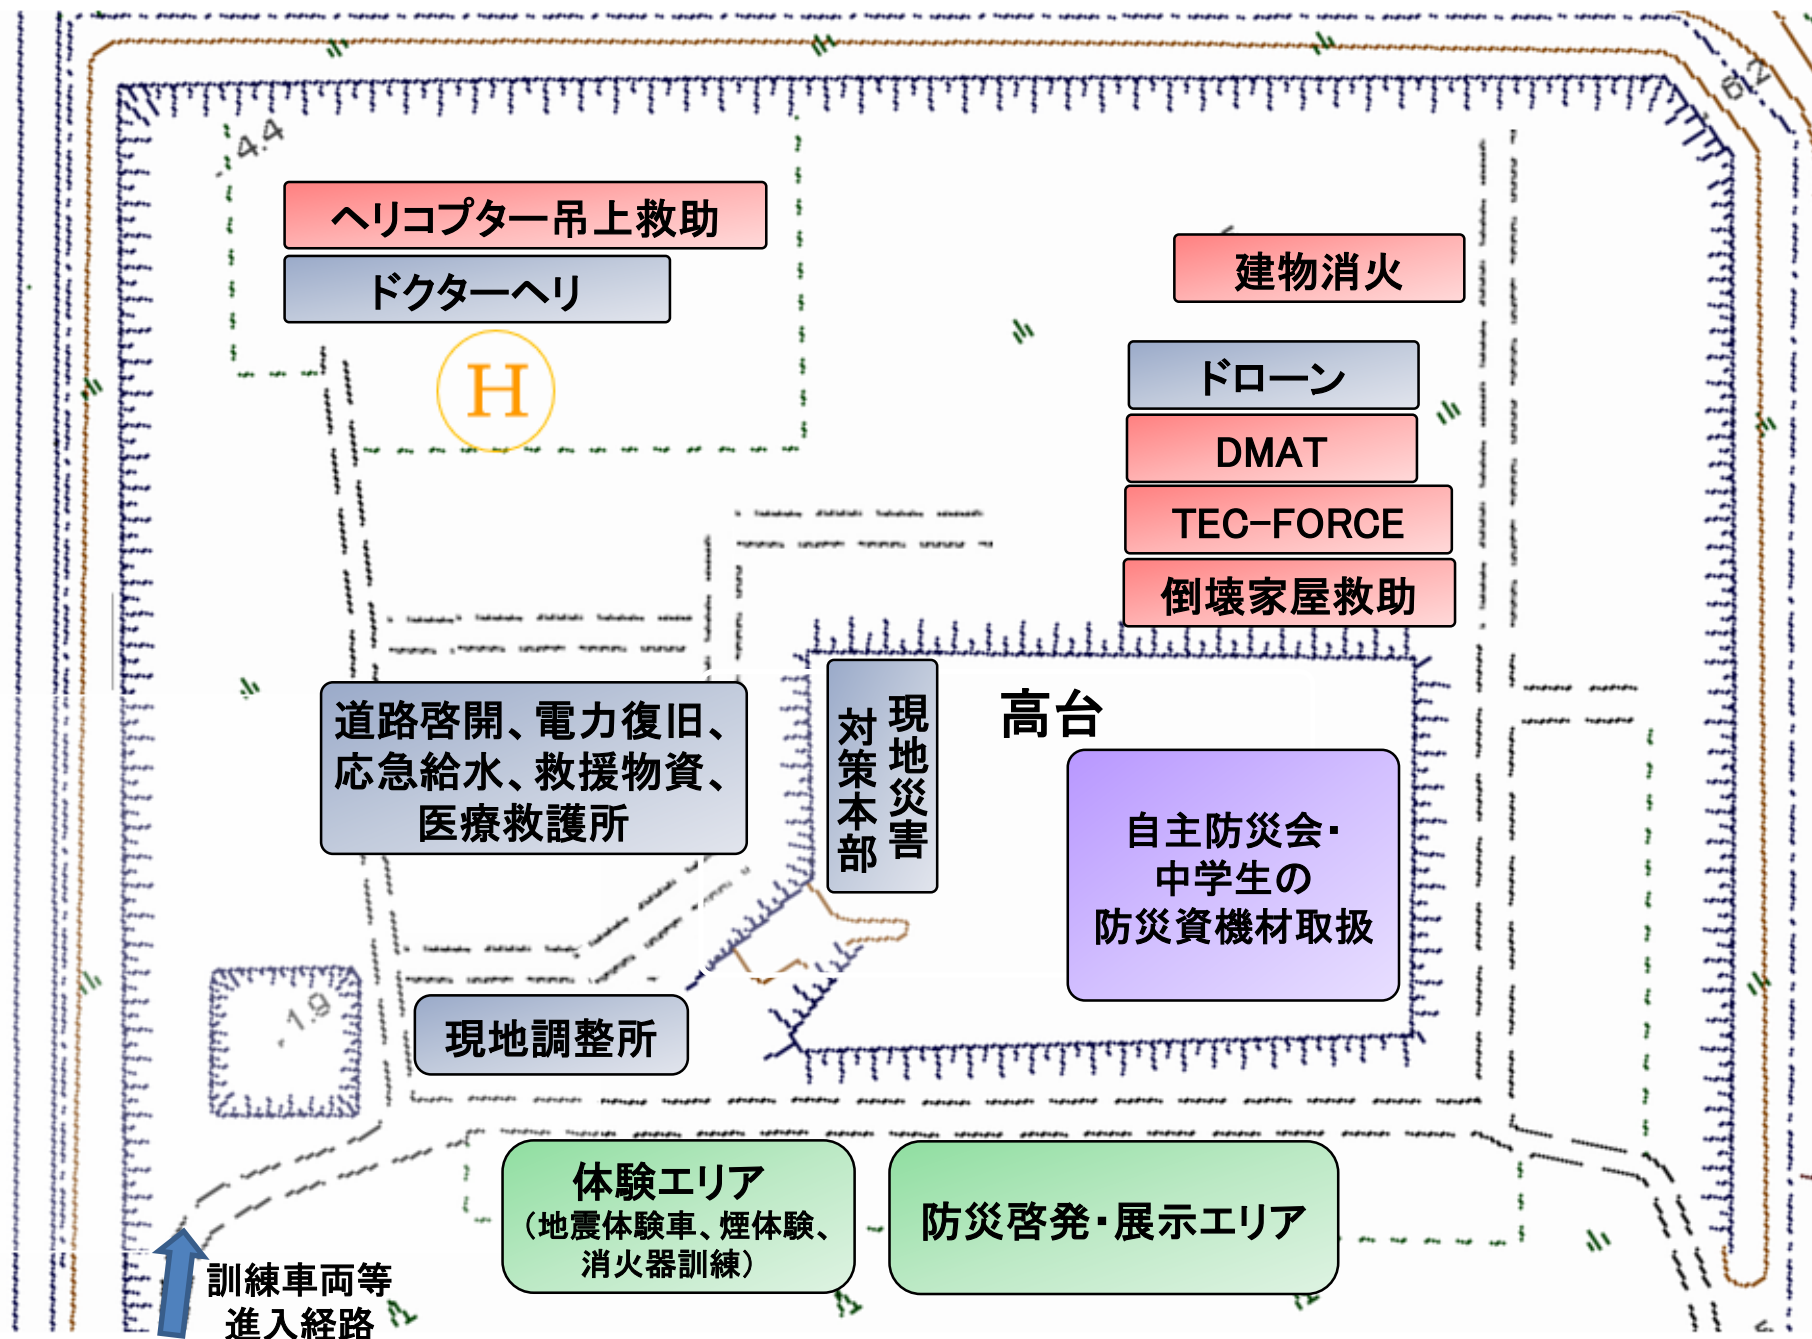 4.4
ヘリコプター吊上救助
ドクターヘリ
H
建物消火
ドローン
DMAT
TEC-FORCE
倒壊家屋救助
道路啓開、電力復旧、
応急給水、救援物資、
医療救護所
現地災害
対策本部
高台
自主防災会・
中学生の
防災資機材取扱
1.9
現地調整所
体験エリア
（地震体験車、煙体験、
消火器訓練）
防災啓発・展示エリア
訓練車両等
進入経路